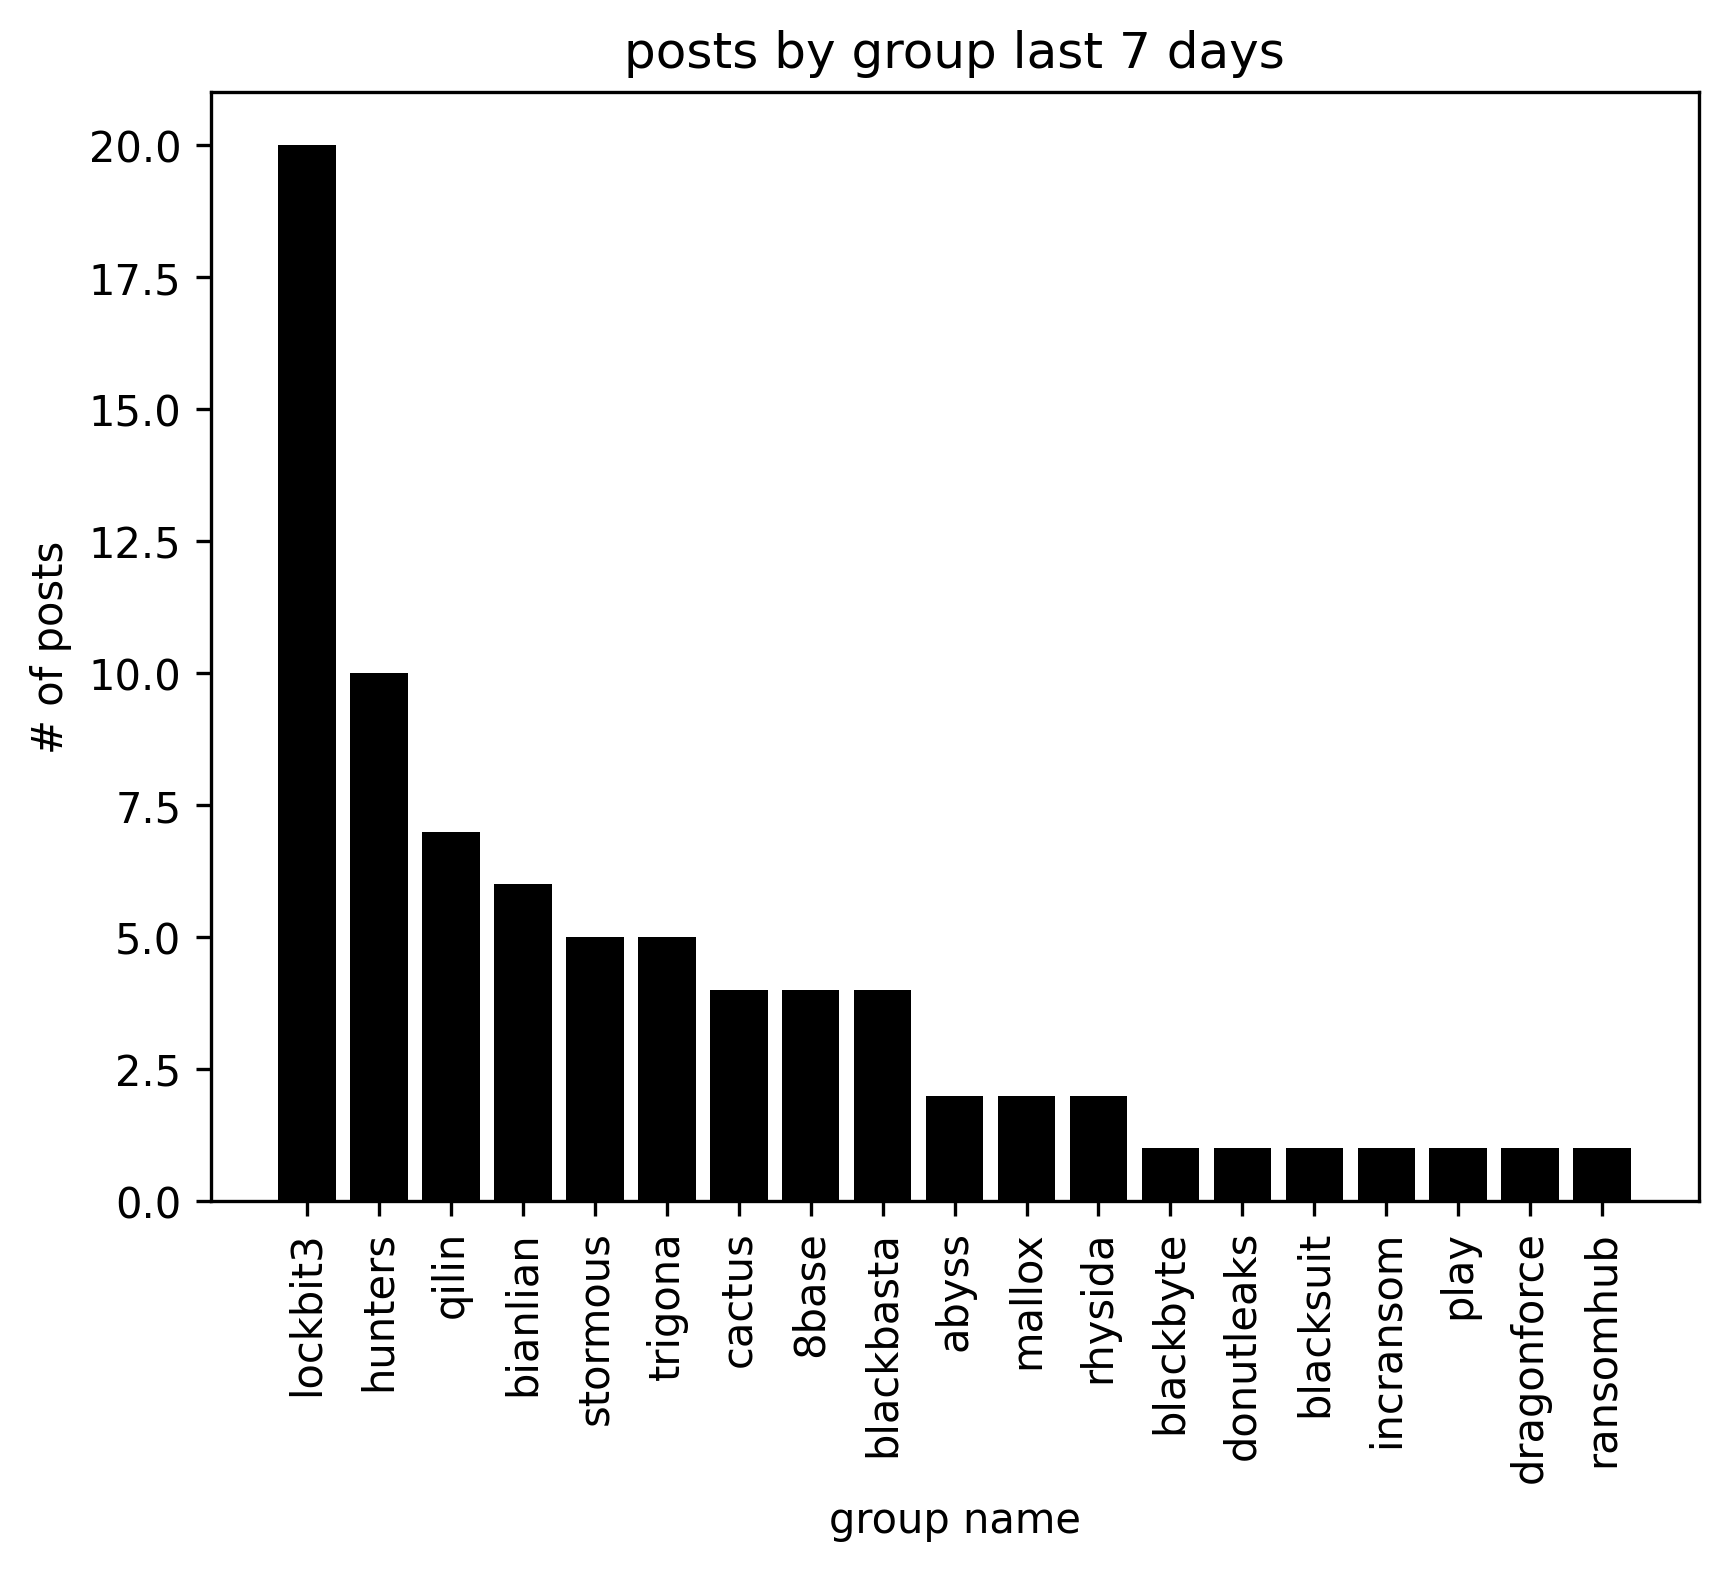 posts by group last 7 days
20.0
17.5
15.0
12.5
10.0
7.5
5.0
2.5
0.0
# of posts
lockbit3
hunters
qilin
bianlian
stormous
trigona
cactus
8base
blackbasta
abyss
mallox
rhysida
blackbyte
donutleaks
blacksuit
incransom
play
dragonforce
ransomhub
group name